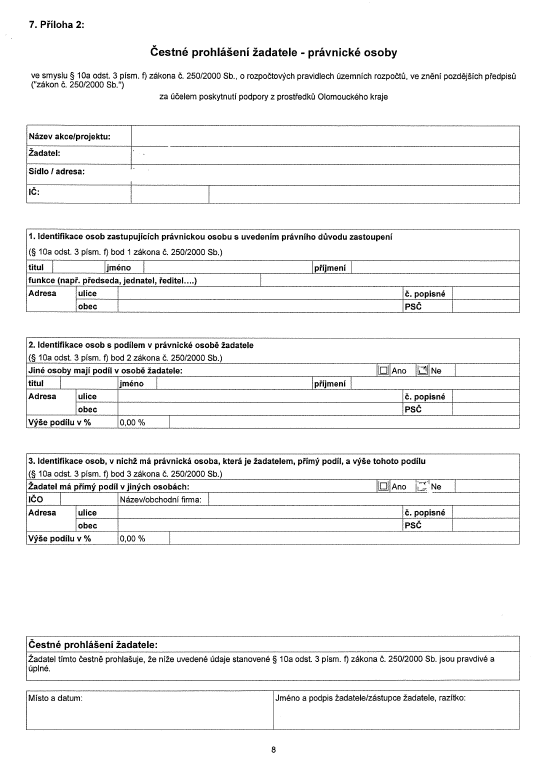 7. Příloha 2:
Čestné prohlášení žadatele - právnické osoby
ve smyslu § 10a odst. 3 písm. f) zákona č. 250/2000 Sb., o rozpočtových pravidlech územních rozpočtů, ve znění pozdějších předpisů
("zákon č. 250/2000 Sb.")
za účelem poskytnutí podpory z prostředků Olomouckého kraje
Název akce/projektu:
Žadatel:
Sídlo / adresa:
IČ:
1. Identifikace osob zastupujících právnickou osobu s uvedením právního důvodu zastoupení
(§ 10a odst. 3 písm. f) bod 1 zákona č. 250/2000 Sb.)
titul jméno příjmení
funkce (např. předseda, jednatel, ředitel....)
Adresa ulice č. popisné
obec PSČ
2. Identifikace osob s podílem v právnické osobě žadatele
(§ 10a odst. 3 písm. f) bod 2 zákona č. 250/2000 Sb.)
Jiné osoby mají podíl v osobě žadatele: Ano Ne
titul jméno příjmení
Adresa ulice č. popisné
obec PSČ
Výše podílu v % 0,00 %
3. Identifikace osob, v nichž má právnická osoba, která je žadatelem, přímý podíl, a výše tohoto podílu
(§ 10a odst. 3 písm. f) bod 3 zákona č. 250/2000 Sb.)
Žadatel má přímý podíl v jiných osobách: Ano Ne
IČO Název/obchodní firma:
Adresa ulice č. popisné
obec PSČ
Výše podílu v % 0,00 %
Čestné prohlášení žadatele:
Žadatel tímto čestně prohlašuje, že níže uvedené údaje stanovené § 10a odst. 3 písm. f) zákona č. 250/2000 Sb. jsou pravdivé a
úplné.
Místo a datum: Jméno a podpis žadatele/zástupce žadatele, razítko:
8